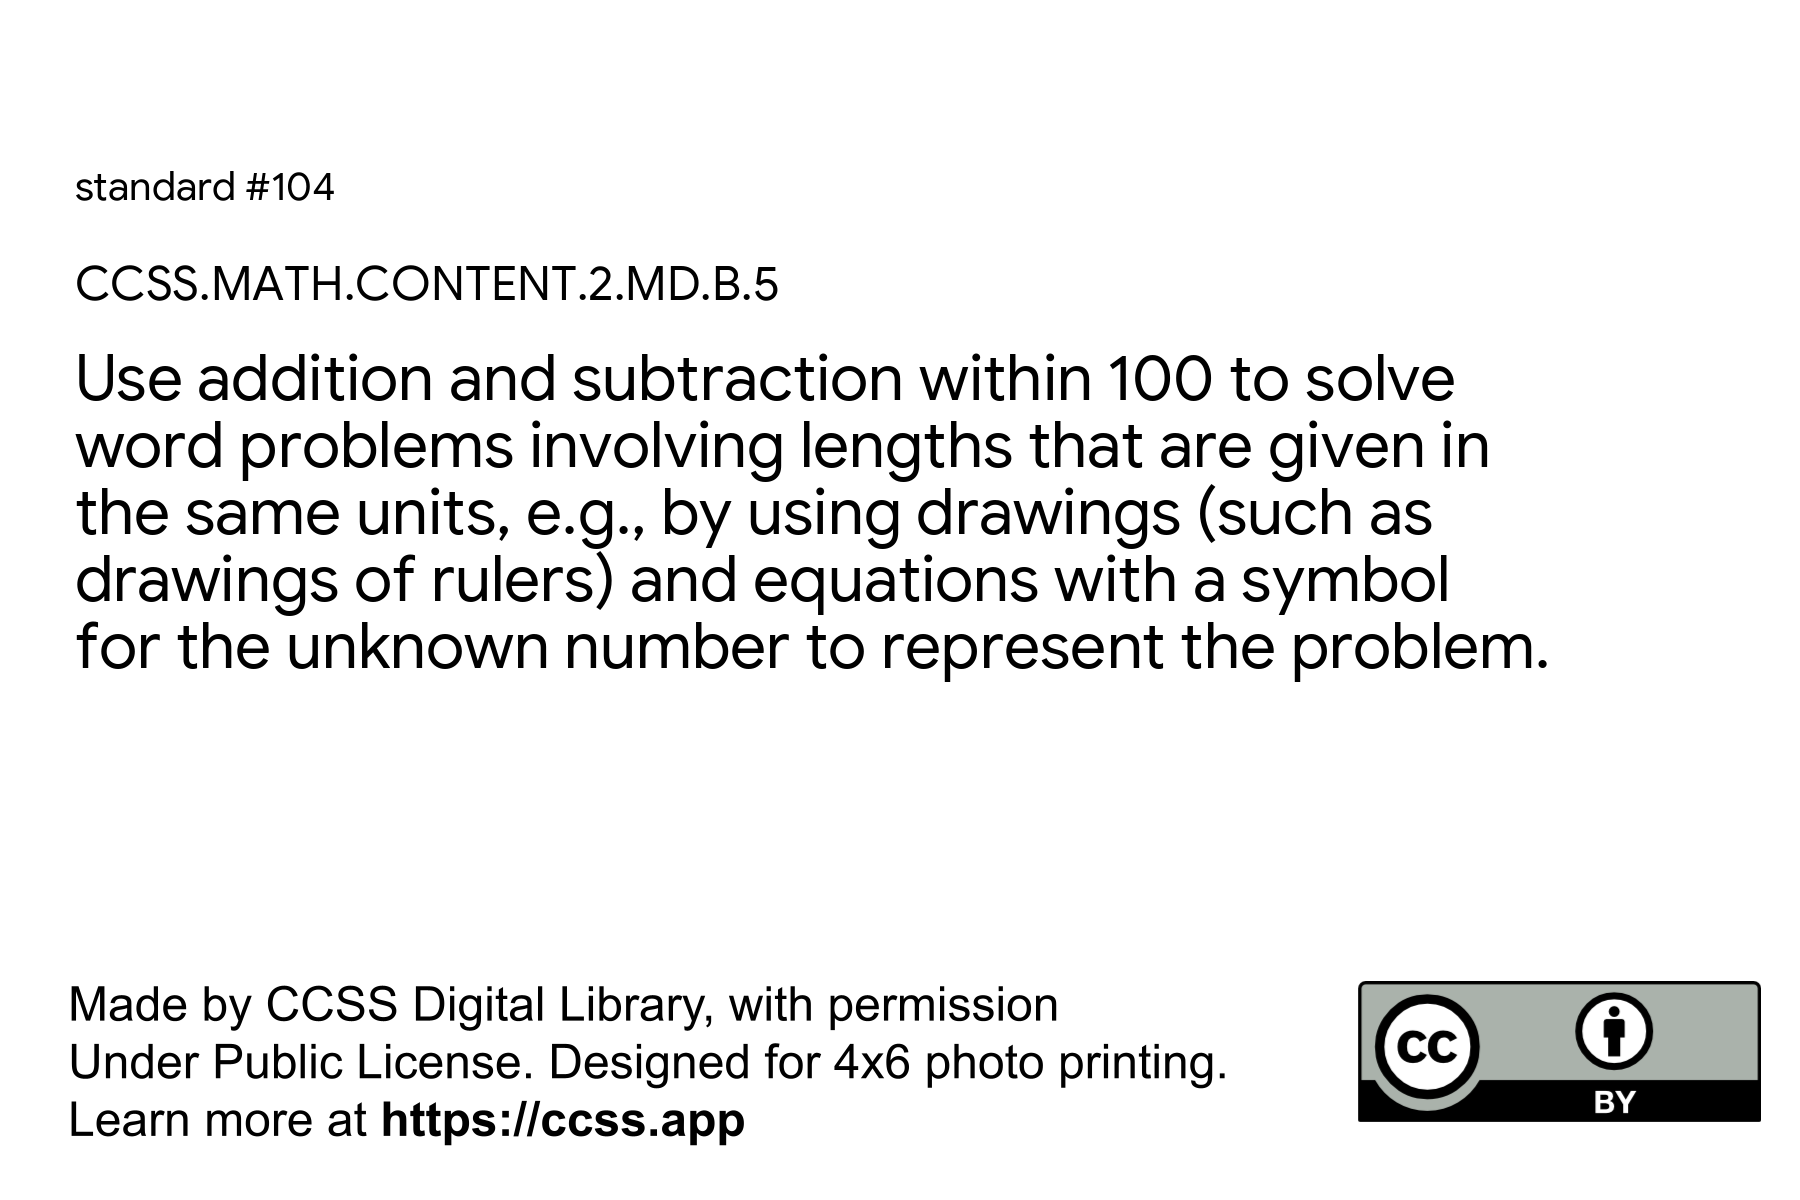 standard #104
CCSS.MATH.CONTENT.2.MD.B.5
Use addition and subtraction within 100 to solve
word problems involving lengths that are given in
the same units, e.g., by using drawings (such as
drawings of rulers) and equations with a symbol
for the unknown number to represent the problem.
Made by CCSS Digital Library, with permission
Under Public License. Designed for 4x6 photo printing.
Learn more at https://ccss.app
cc
BY